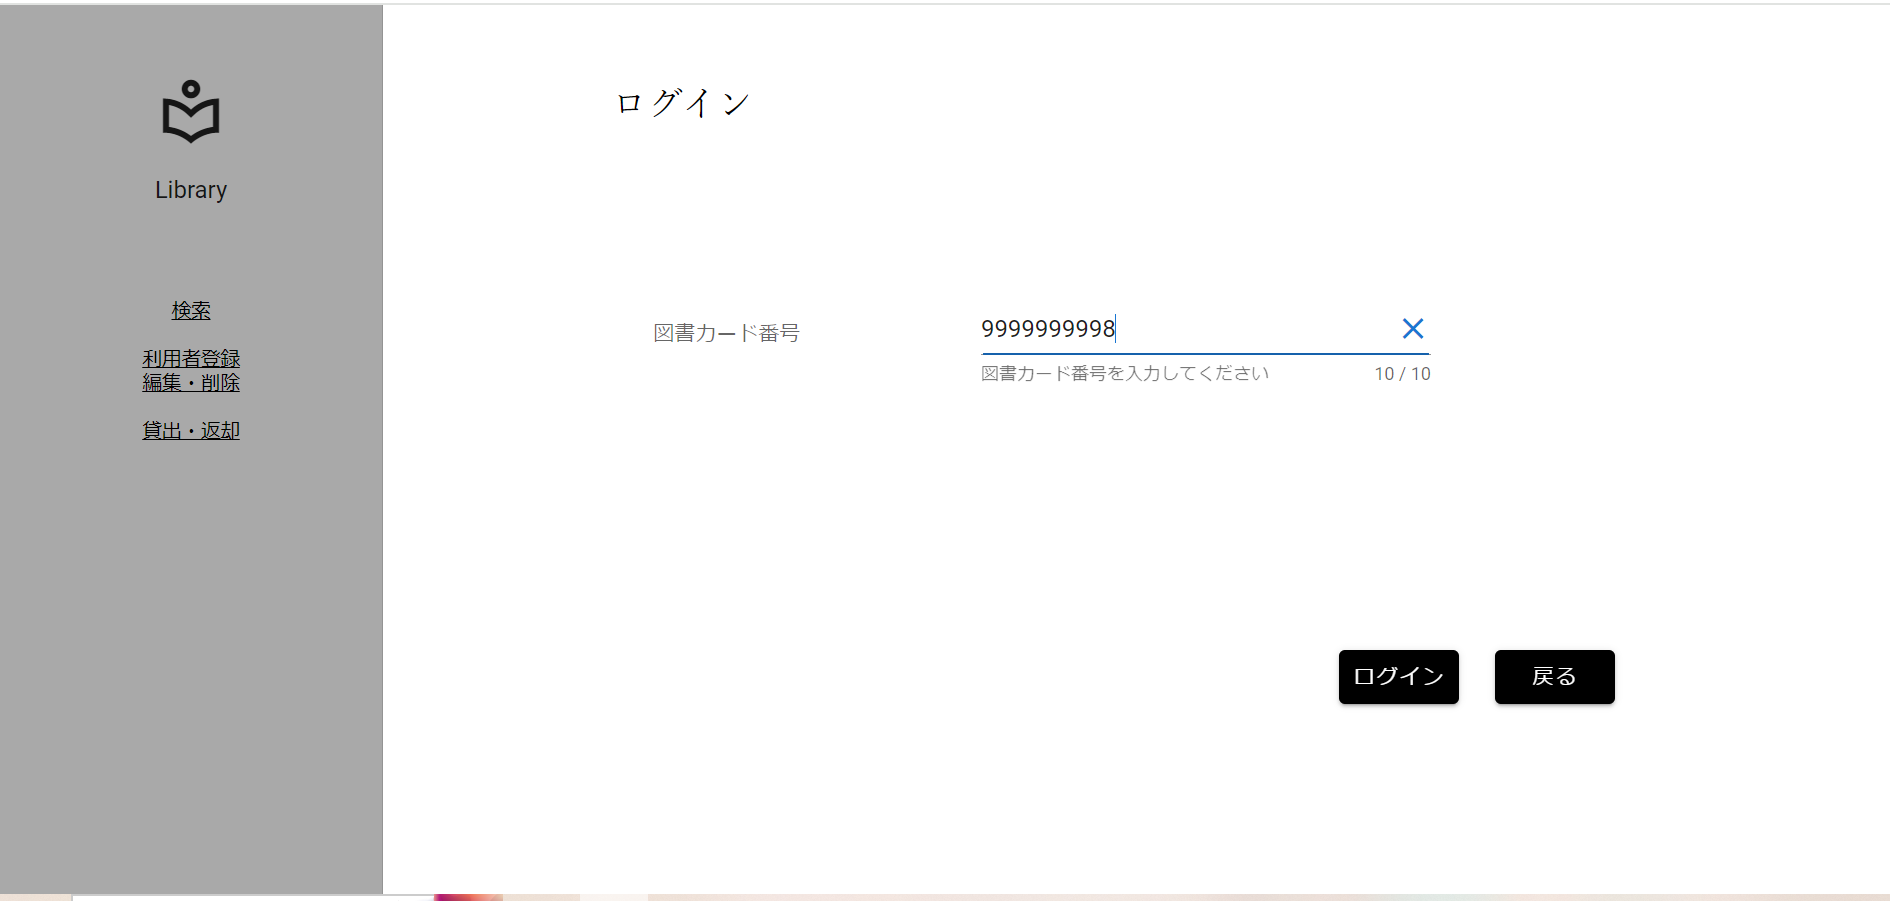 Library
検索
利用者登録
編集・削除
貸出・返却
ログイン
図書カード番号
9999999998
図書カード番号を入力してください
10 / 10
ログイン
戻る